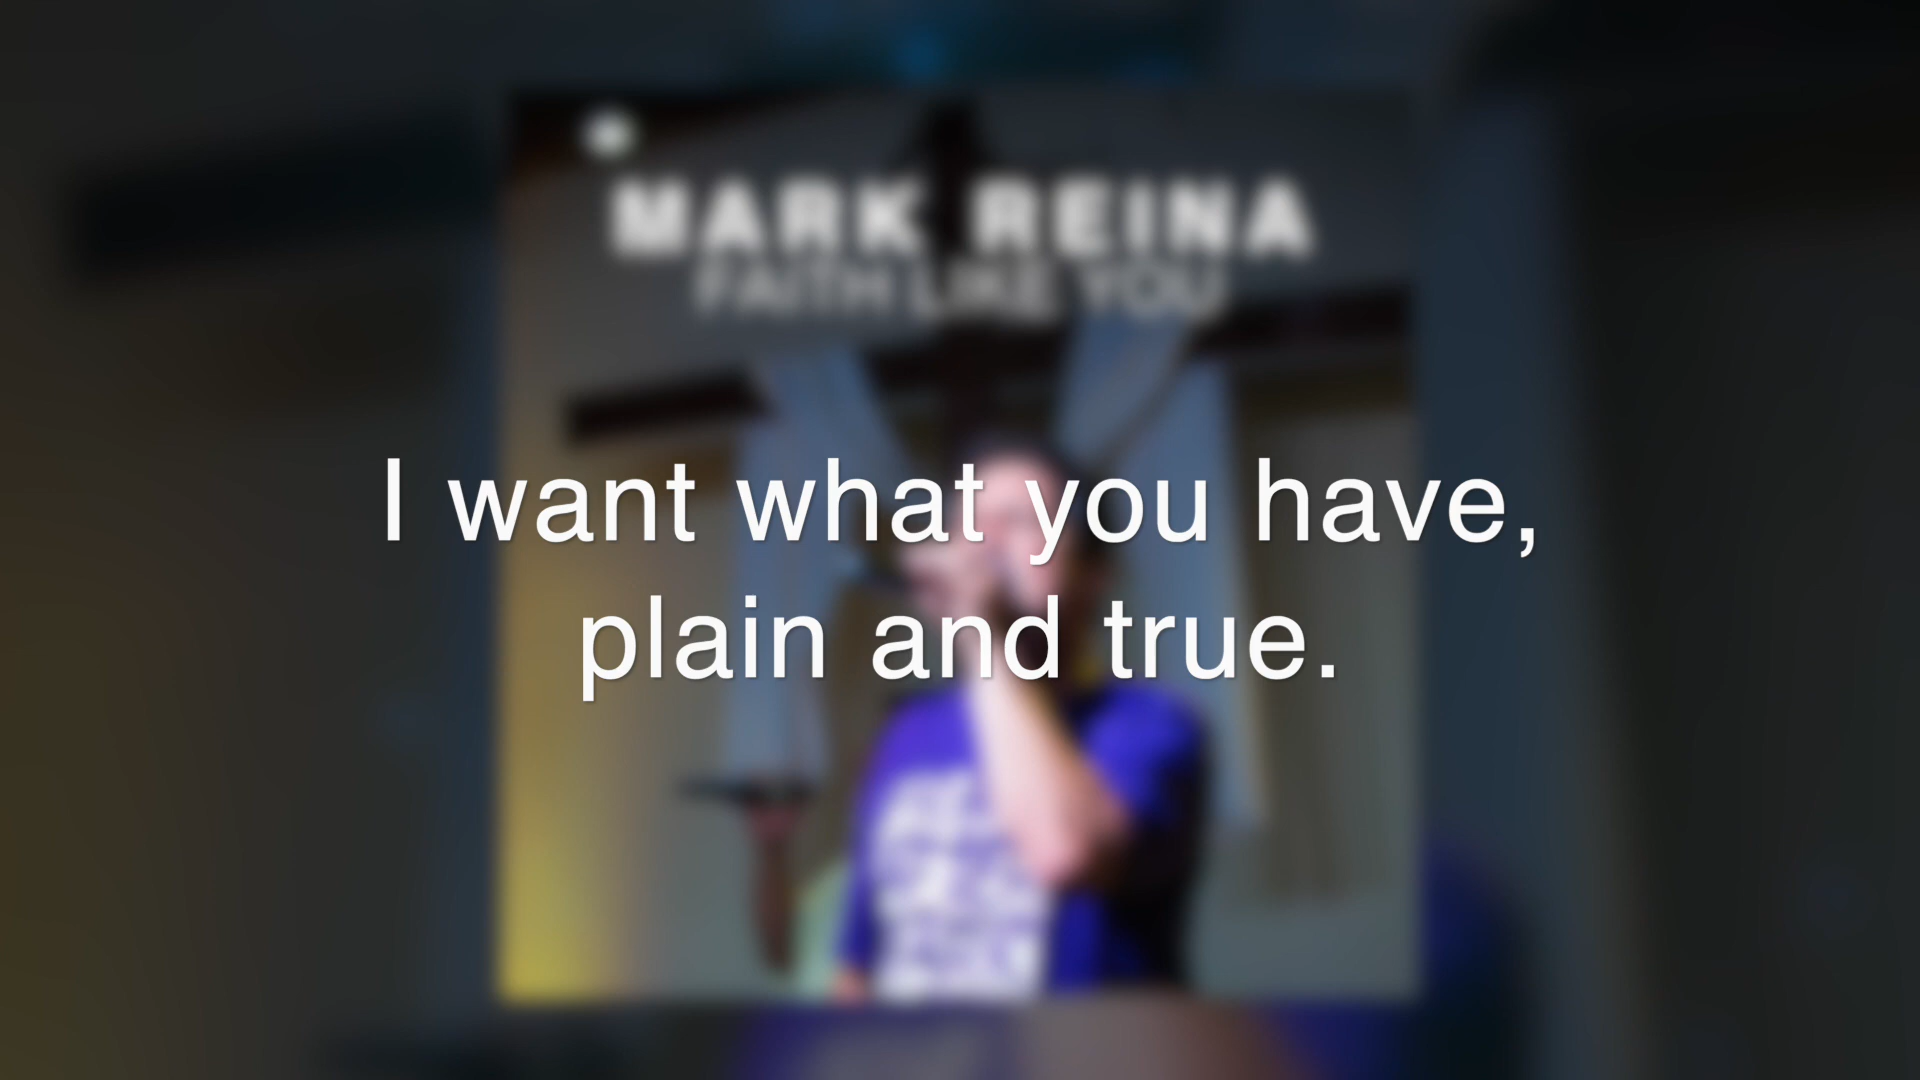 MARK REINA
FAITH LIKE YOU
I want what you have,
plain and true.